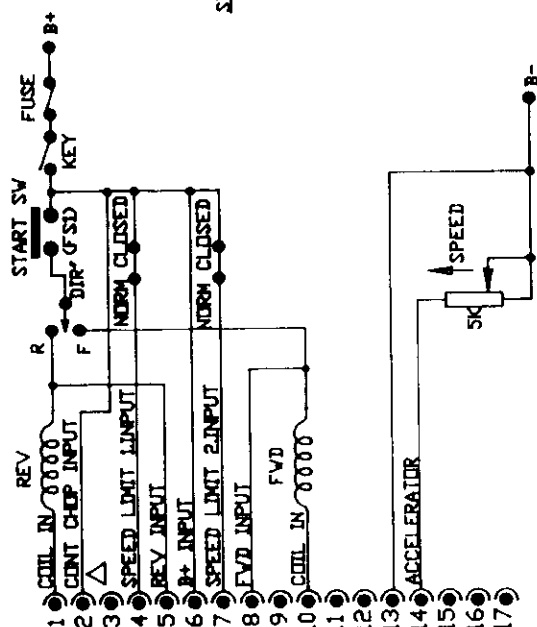 B+
FUSE
KEY
START SW
(FS1)
DIR'
R
F
REV
COIL IN
CONT CHOP INPUT
NORM CLOSED
SPEED LIMIT 1.INPUT
REV INPUT
B+ INPUT
NORM CLOSED
SPEED LIMIT 2.INPUT
FWD INPUT
FWD
COIL IN
1
2
3
4
5
6
7
8
9
10
11
12
13
14
15
16
17
ACCELERATOR
5K
SPEED
B-